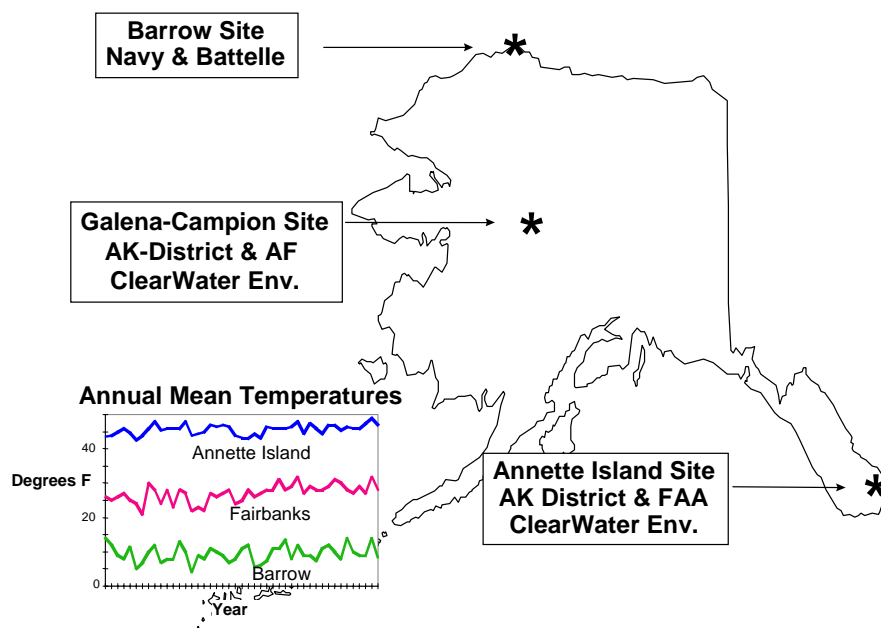 Barrow Site
Navy & Battelle
*
Galena-Campion Site
AK-District & AF
ClearWater Env.
*
Annual Mean Temperatures
40
Annette Island
Degrees F
Fairbanks
20
Barrow
0
Year
Annette Island Site
AK District & FAA
ClearWater Env.
*